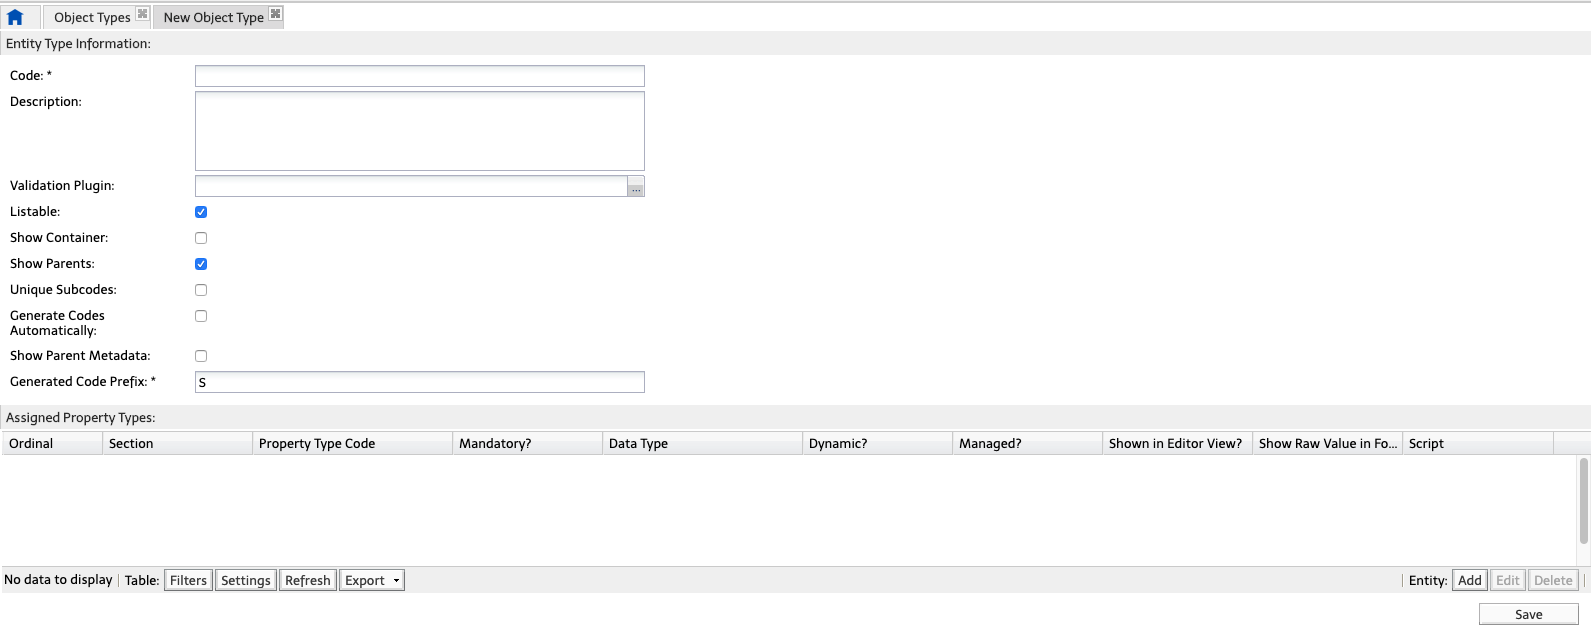 Object Types
New Object Type
Entity Type Information:
Code: *
Description:
Validation Plugin:
...
Listable:
Show Container:
Show Parents:
Unique Subcodes:
Generate Codes
Automatically:
Show Parent Metadata:
Generated Code Prefix: *
S
Assigned Property Types:
Ordinal Section Property Type Code Mandatory? Data Type Dynamic? Managed? Shown in Editor View? Show Raw Value in Fo... Script
No data to display Table: Filters Settings Refresh Export Entity: Add Edit Delete
Save